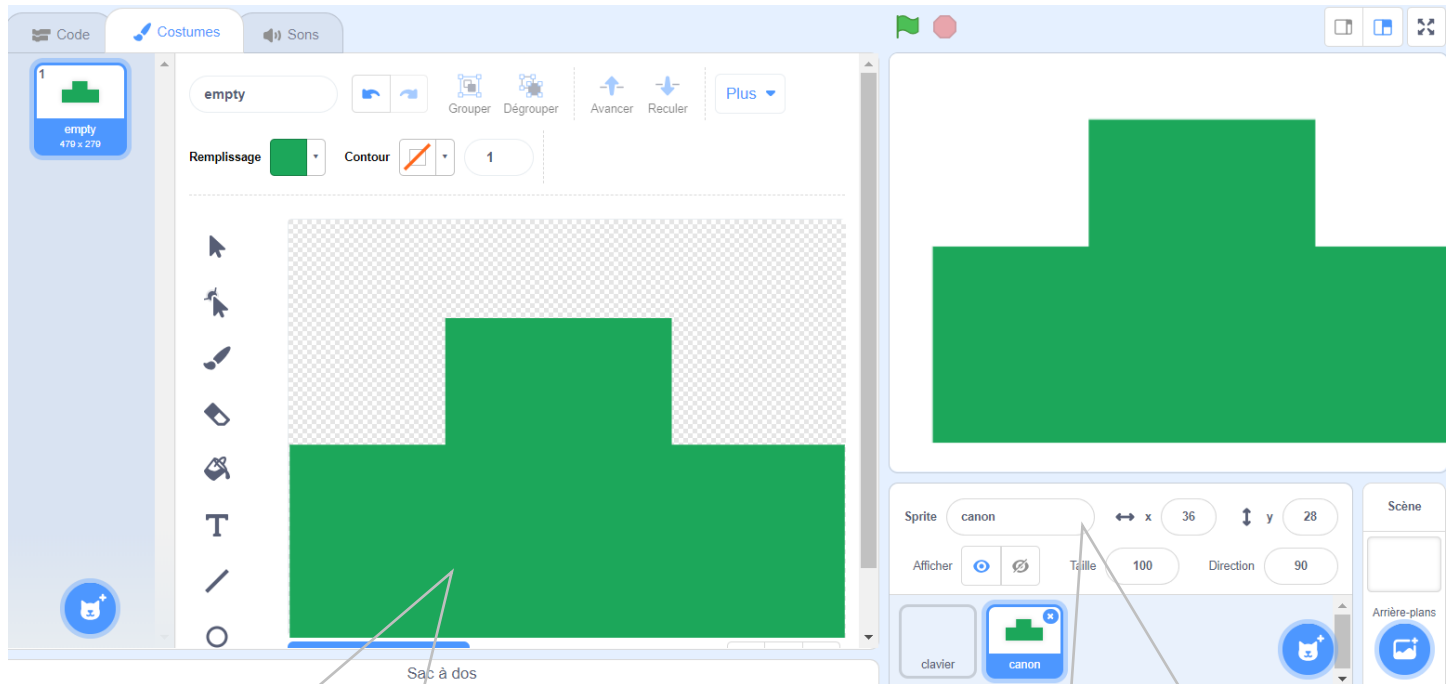 Code
Costumes
Sons
1
empty
479 x 279
empty
Grouper
Dégrouper
Avancer
Reculer
Plus
Remplissage
Contour
1
T
Sac à dos
Sprite
canon
x
36
y
28
Afficher
Taille
100
Direction
90
clavier
canon
Scène
Arrière-plans